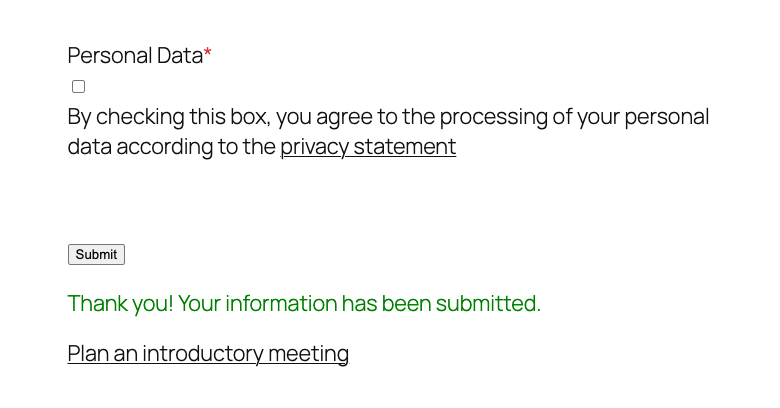 Personal Data*
By checking this box, you agree to the processing of your personal
data according to the privacy statement
Submit
Thank you! Your information has been submitted.
Plan an introductory meeting